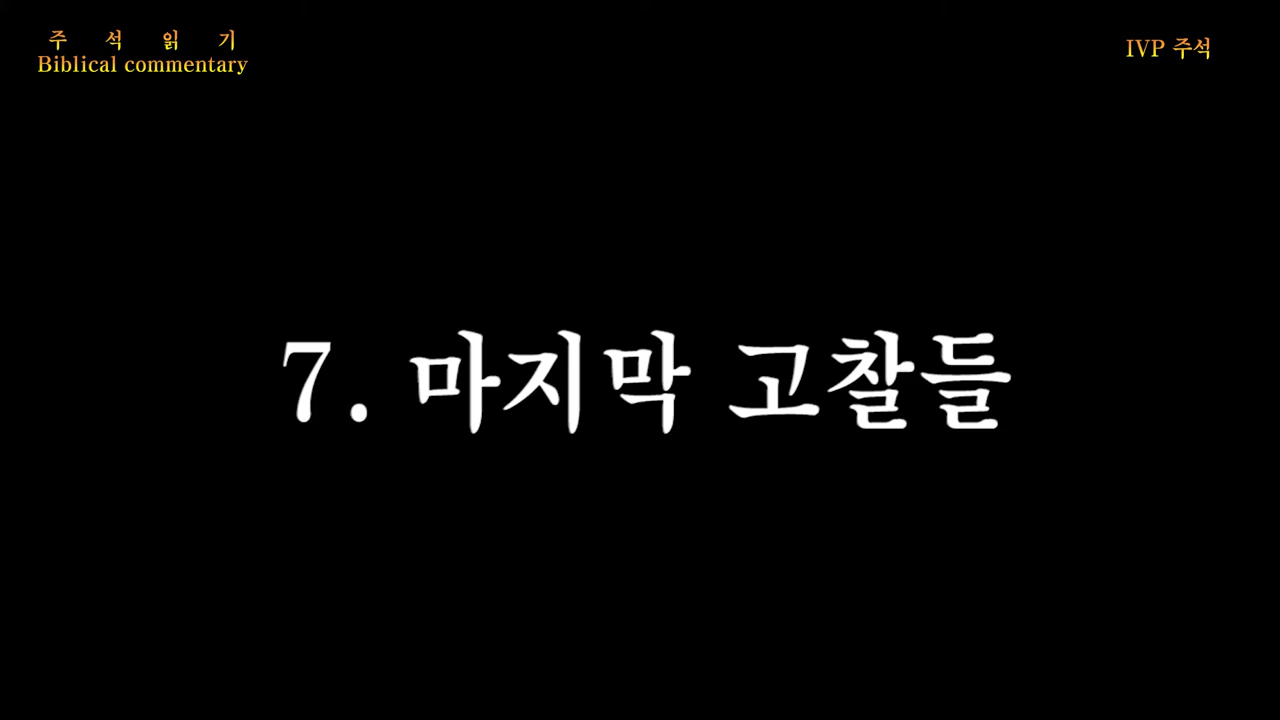 주 석 읽 기
Biblical commentary
IVP 주석
7. 마지막 고찰들